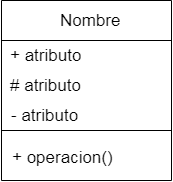 Nombre
+ atributo
# atributo
- atributo
+ operacion()